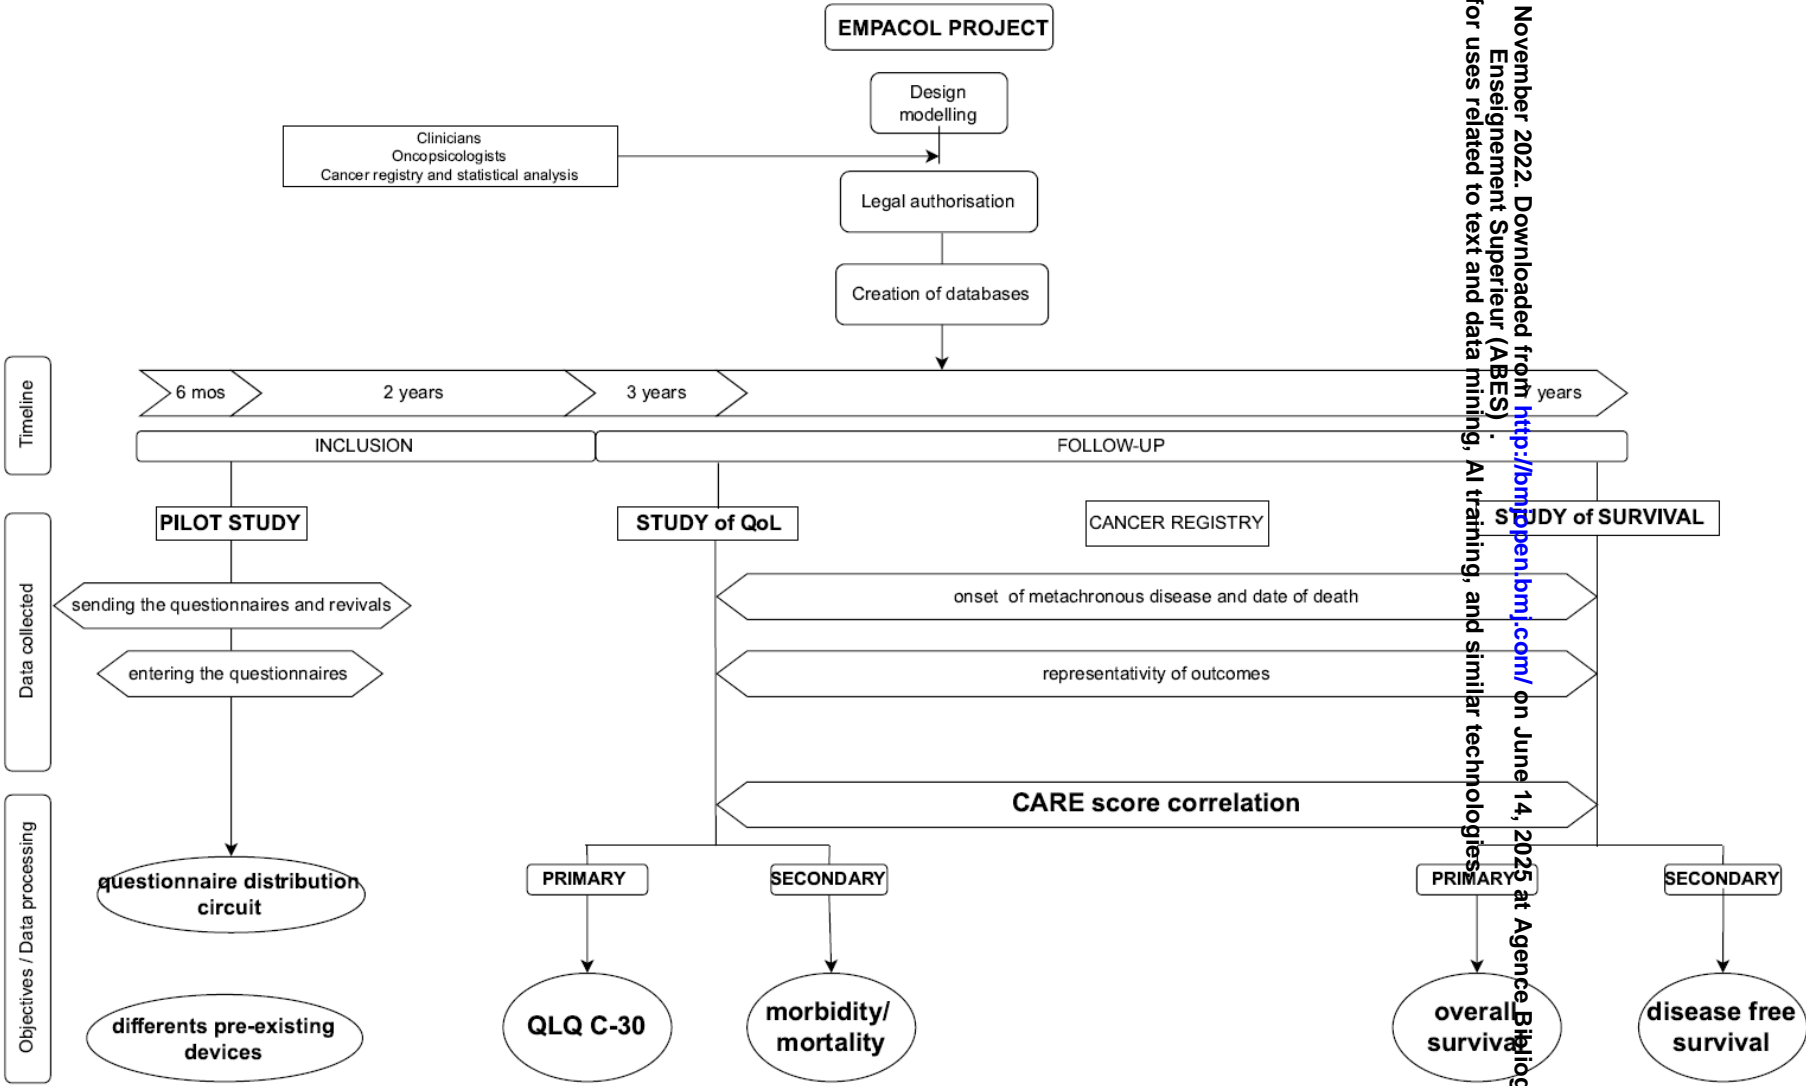 EMPACOL PROJECT
Design
modelling
Clinicians
Oncopsicologists
Cancer registry and statistical analysis
Legal authorisation
Creation of databases
Timeline
6 mos
2 years
3 years
years
INCLUSION
FOLLOW-UP
Data collected
PILOT STUDY
STUDY of QoL
CANCER REGISTRY
STUDY of SURVIVAL
sending the questionnaires and revivals
onset of metachronous disease and date of death
entering the questionnaires
representativity of outcomes
CARE score correlation
Objectives / Data processing
questionnaire distribution
circuit
PRIMARY
SECONDARY
PRIMARY
SECONDARY
differents pre-existing
devices
QLQ C-30
morbidity/
mortality
overall
survival
disease free
survival
November 2022. Downloaded from http://bmjopen.bmj.com/ on June 14, 2025 at Agence Bibliog
Enseignement Superieur (ABES) .
for uses related to text and data mining, AI training, and similar technologies.